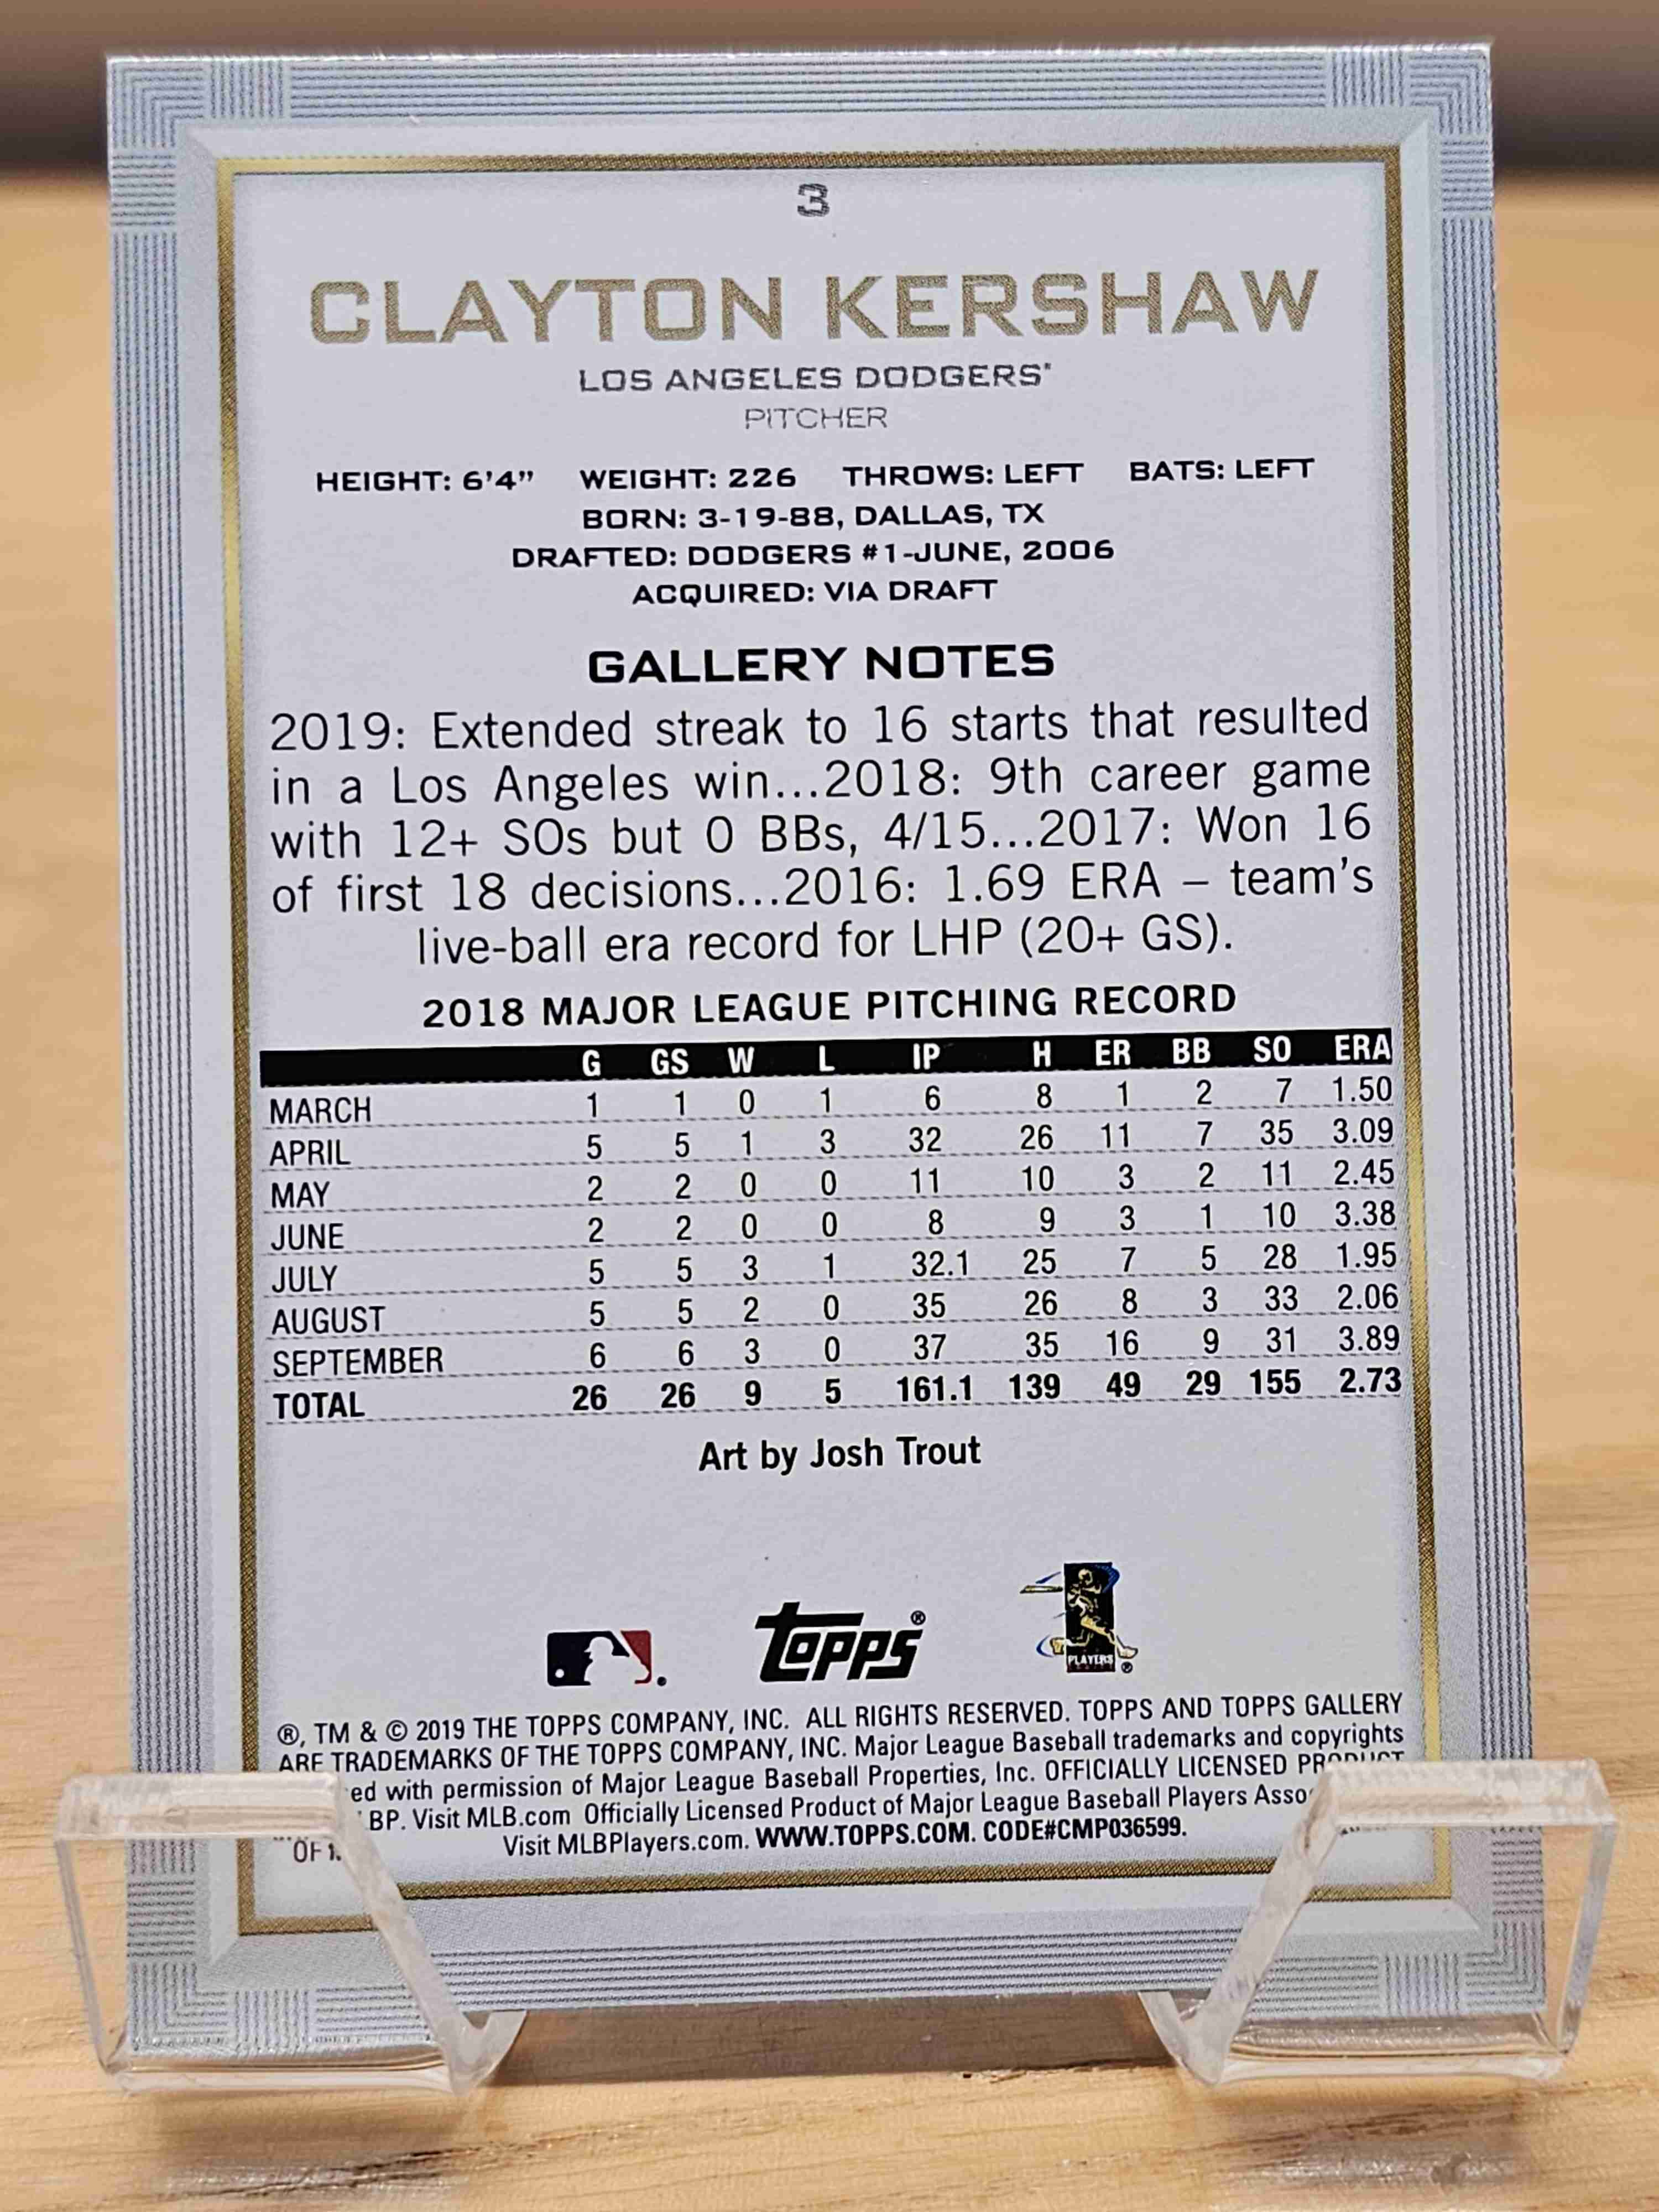 3
CLAYTON KERSHAW
LOS ANGELES DODGERS®
PITCHER
HEIGHT: 6'4" WEIGHT: 226 THROWS: LEFT BATS: LEFT
BORN: 3-19-88, DALLAS, TX
DRAFTED: DODGERS #1-JUNE, 2006
ACQUIRED: VIA DRAFT
GALLERY NOTES
2019: Extended streak to 16 starts that resulted
in a Los Angeles win...2018: 9th career game
with 12+ SOs but 0 BBs, 4/15...2017: Won 16
of first 18 decisions...2016: 1.69 ERA – team's
live-ball era record for LHP (20+ GS).
2018 MAJOR LEAGUE PITCHING RECORD
G GS W L IP H ER BB SO ERA
MARCH 1 1 0 1 6 8 1 2 7 1.50
APRIL 5 5 1 3 32 26 11 7 35 3.09
MAY 2 2 0 0 11 10 3 2 11 2.45
JUNE 2 2 0 0 8 9 3 1 10 3.38
JULY 5 5 3 1 32.1 25 7 5 28 1.95
AUGUST 5 5 2 0 35 26 8 3 33 2.06
SEPTEMBER 6 6 3 0 37 35 16 9 31 3.89
TOTAL 26 26 9 5 161.1 139 49 29 155 2.73
Art by Josh Trout
topps®
PLAYERS
®, TM & © 2019 THE TOPPS COMPANY, INC. ALL RIGHTS RESERVED. TOPPS AND TOPPS GALLERY
ARE TRADEMARKS OF THE TOPPS COMPANY, INC. Major League Baseball trademarks and copyrights
ed with permission of Major League Baseball Properties, Inc. OFFICIALLY LICENSED PRODUCT
BP. Visit MLB.com Officially Licensed Product of Major League Baseball Players Asso
OF Visit MLBPlayers.com. WWW.TOPPS.COM. CODE#CMP036599.